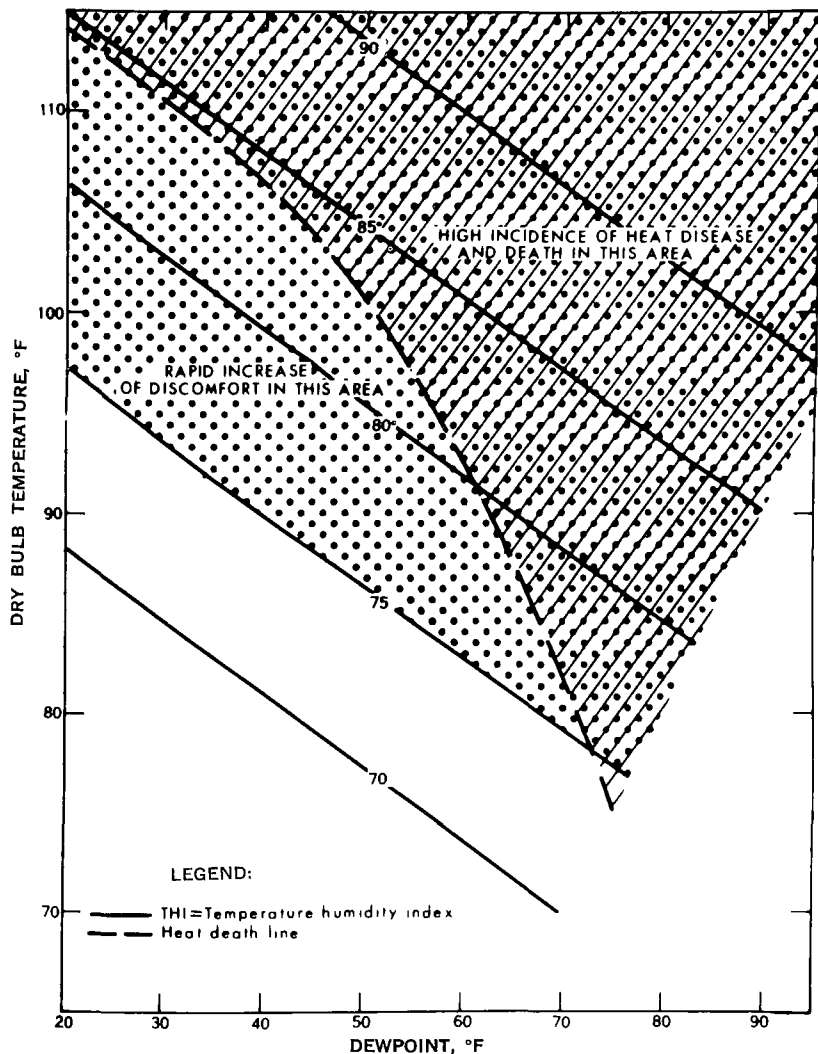 DRY BULB TEMPERATURE, °F
110
100
90
80
70
90
85°
HIGH INCIDENCE OF HEAT DISEASE
AND DEATH IN THIS AREA
RAPID INCREASE
OF DISCOMFORT IN THIS AREA
80°
75
70
LEGEND:
THI=Temperature humidity index
Heat death line
20 30 40 50 60 70 80 90
DEWPOINT, °F